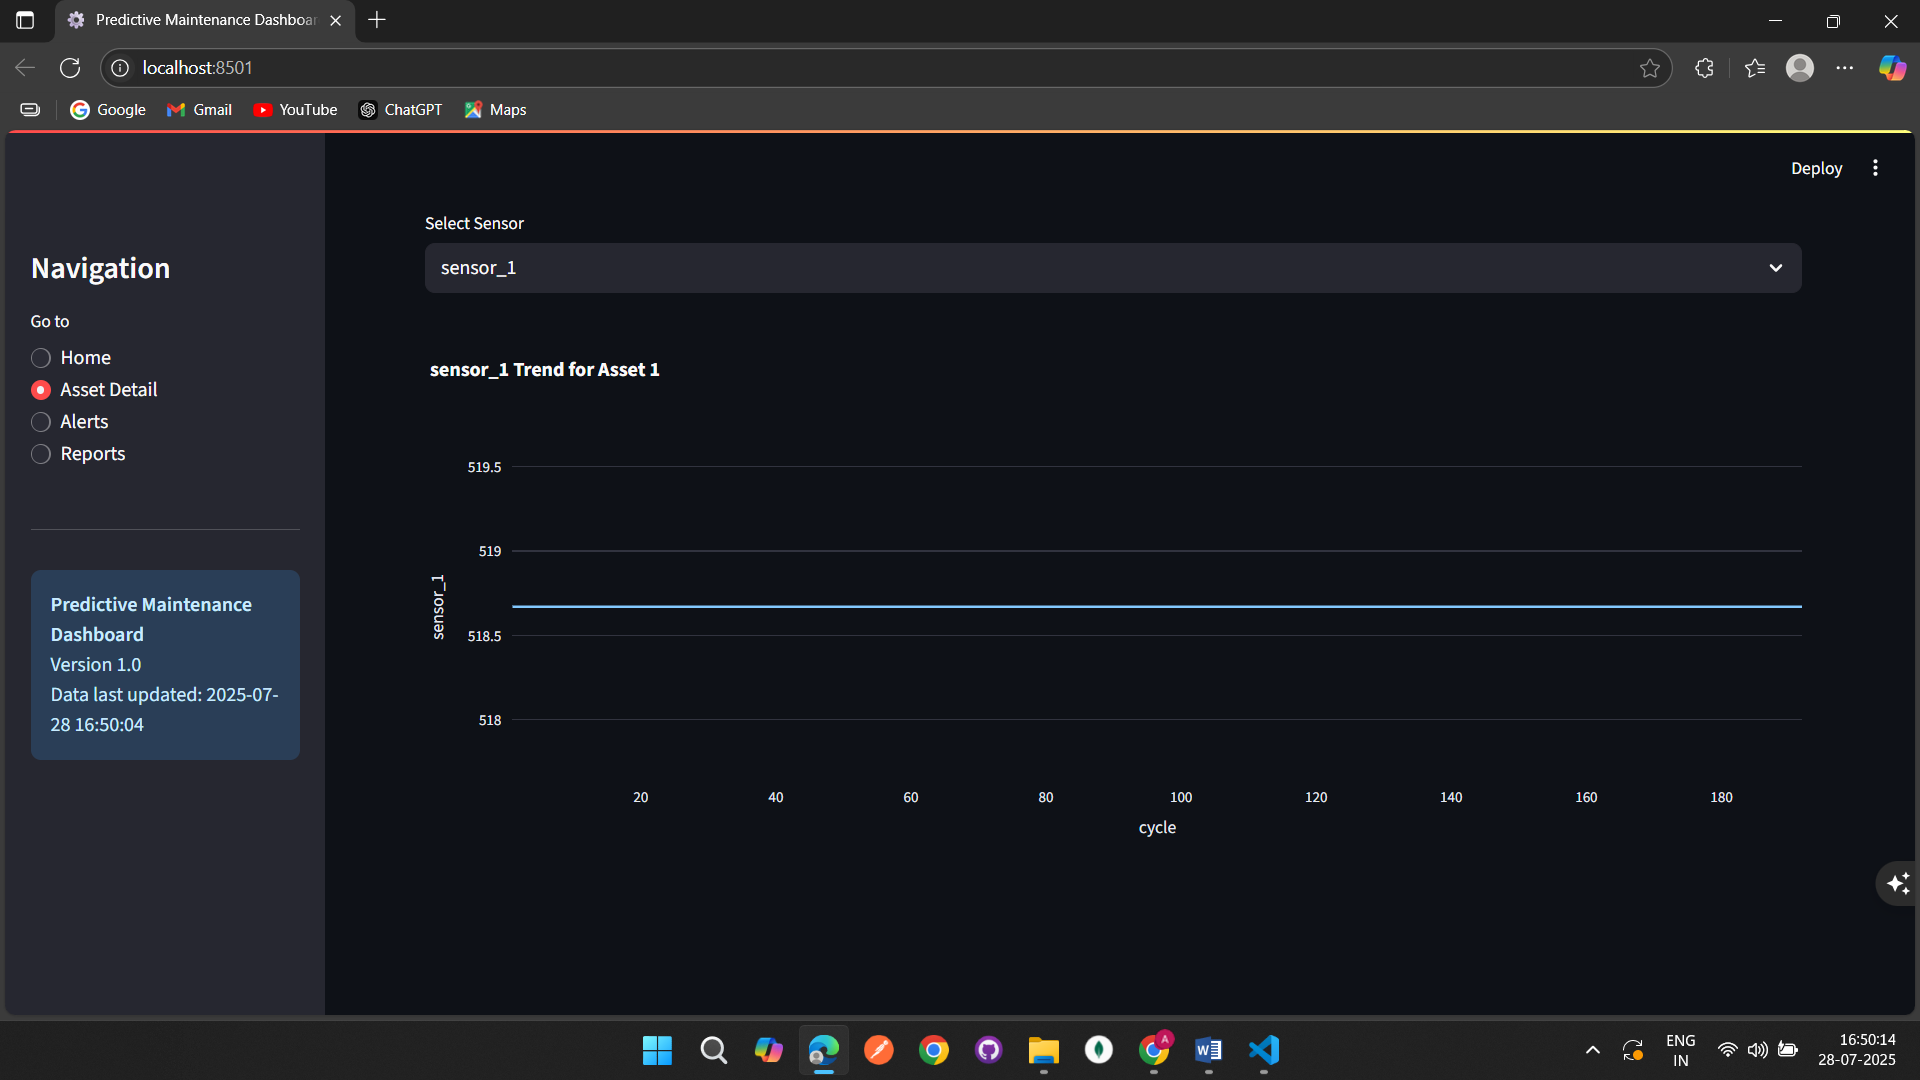 Predictive Maintenance Dashboar
localhost:8501
Google
Gmail
YouTube
ChatGPT
Maps
Deploy
Navigation
Go to
Home
Asset Detail
Alerts
Reports
Predictive Maintenance
Dashboard
Version 1.0
Data last updated: 2025-07-
28 16:50:04
Select Sensor
sensor_1
sensor_1 Trend for Asset 1
519.5
519
518.5
518
sensor_1
20 40 60 80 100 120 140 160 180
cycle
A
W
ENG
IN
16:50:14
28-07-2025